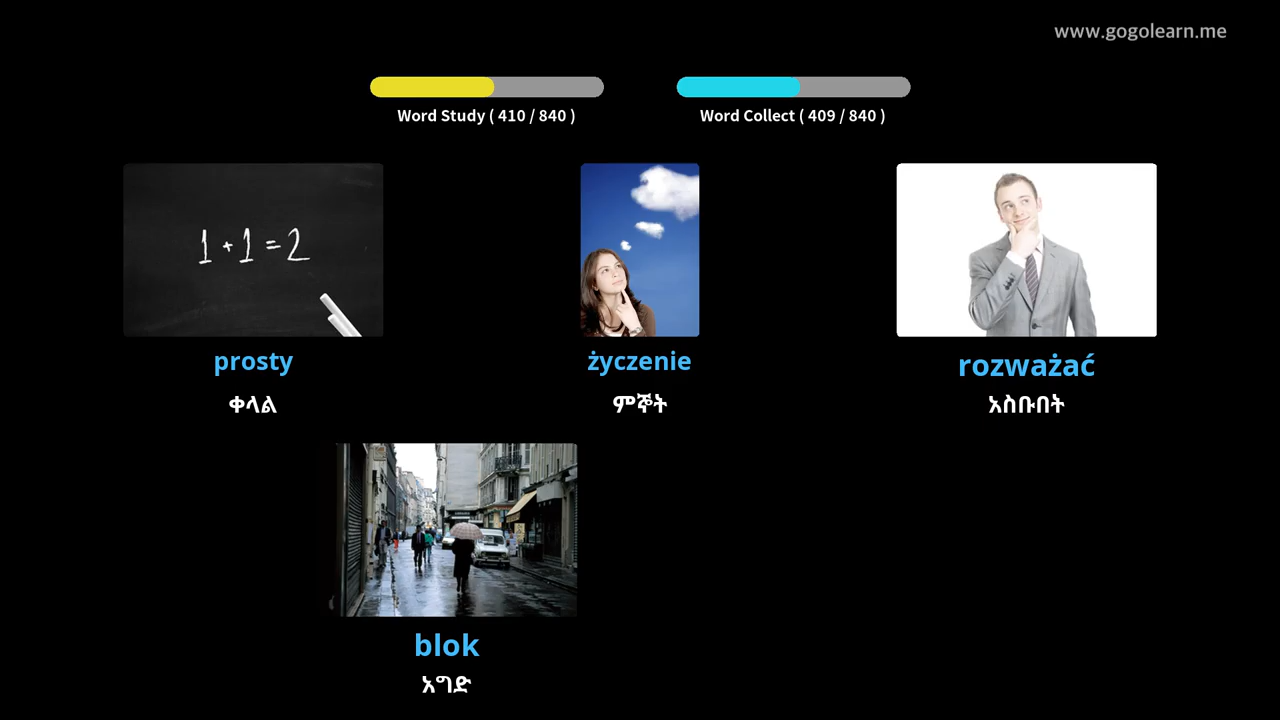 www.gogolearn.me
Word Study ( 410 / 840 )
Word Collect ( 409 / 840 )
1 + 1 = 2
prosty
życzenie
rozważać
ቀላል
ምኞት
አስቡበት
blok
አግድ